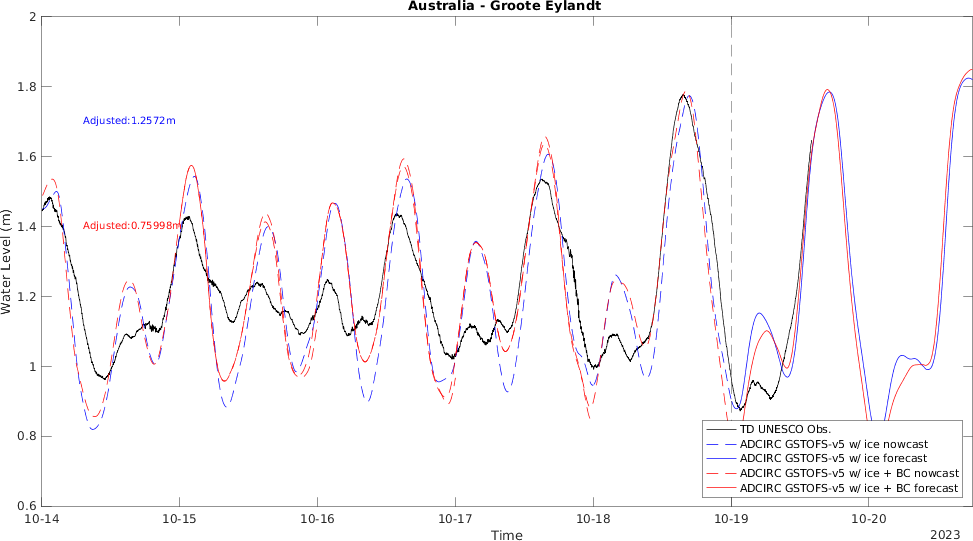 Australia - Groote Eylandt
2
1.8
1.6
1.4
1.2
1
0.8
0.6
Water Level (m)
Adjusted:1.2572m
Adjusted:0.75998m
TD UNESCO Obs.
ADCIRC GSTOFS-v5 w/ ice nowcast
ADCIRC GSTOFS-v5 w/ ice forecast
ADCIRC GSTOFS-v5 w/ ice + BC nowcast
ADCIRC GSTOFS-v5 w/ ice + BC forecast
10-14 10-15 10-16 10-17 10-18 10-19 10-20
Time
2023